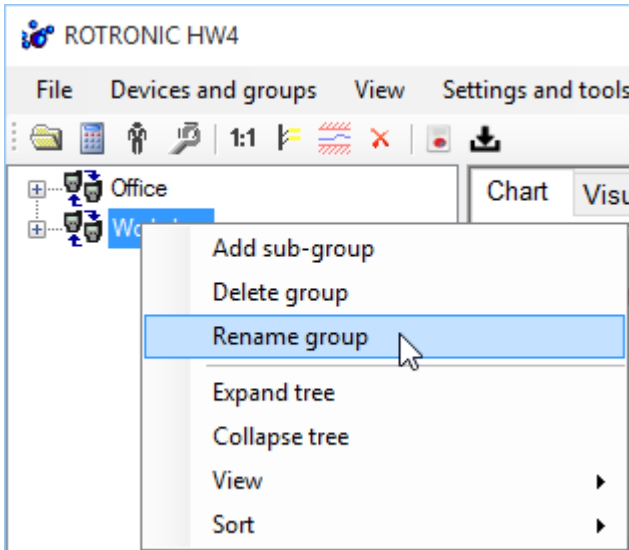 ROTRONIC HW4
File Devices and groups View Settings and tools
1:1
Office
Chart
Add sub-group
Delete group
Rename group
Expand tree
Collapse tree
View
Sort